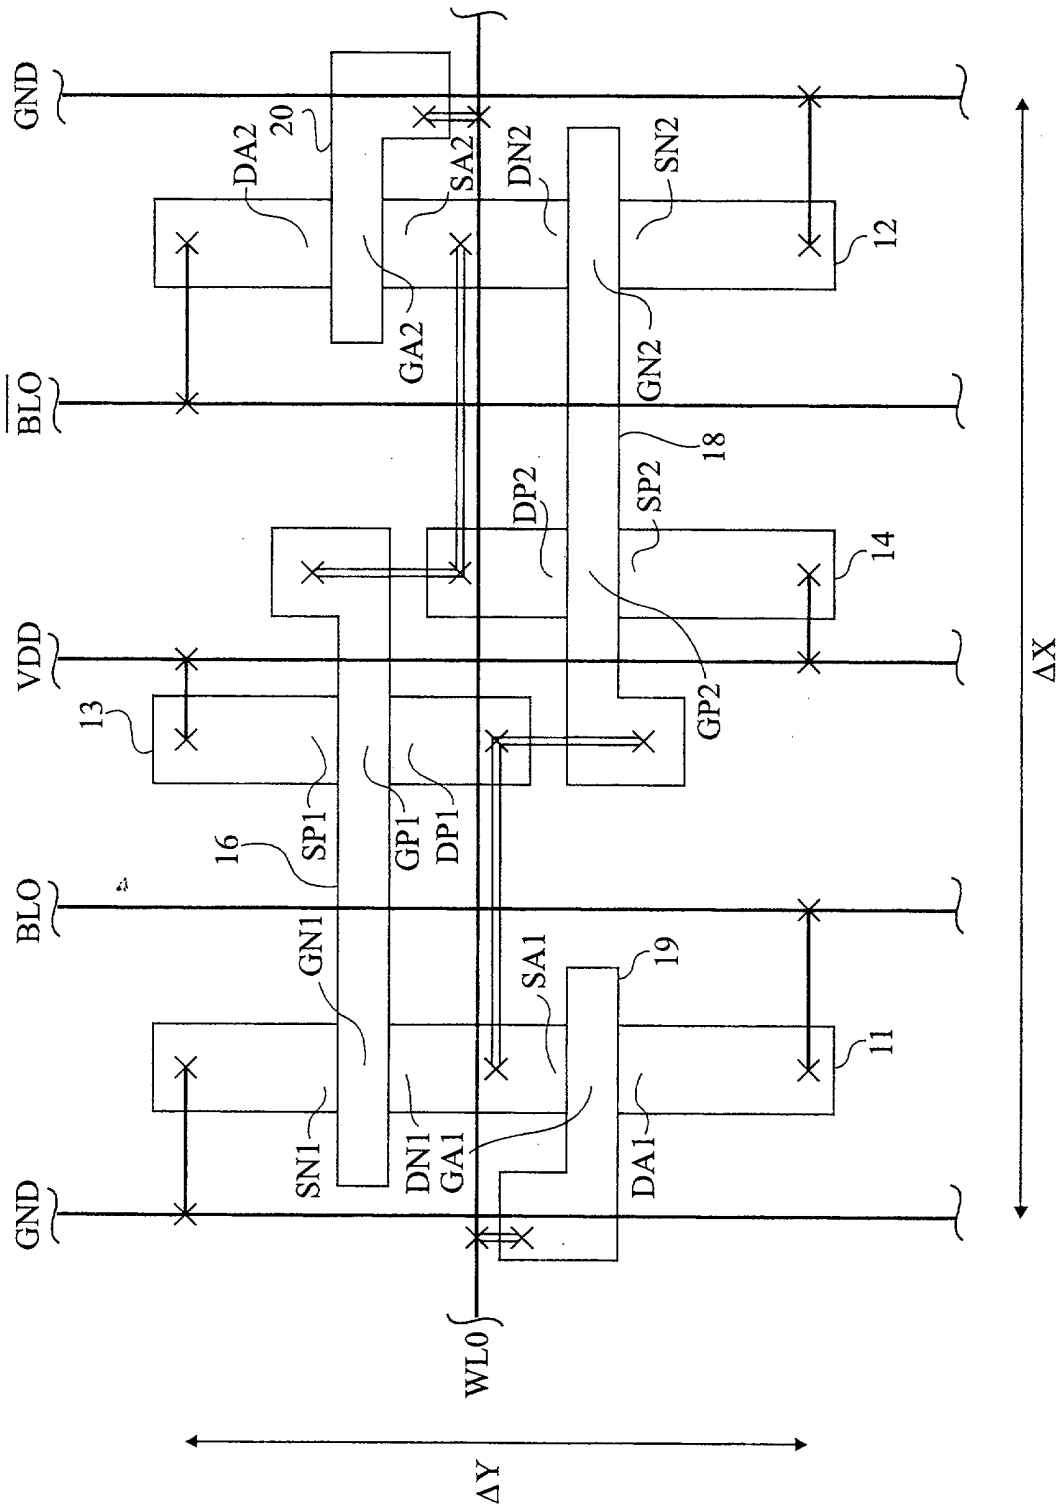 GND
BLO
VDD
B̅L̅O̅
GND
13
16
DA2
20
SN1
GN1
SP1
GP1
GA2
DN1
DP1
GA1
SA2
WL0
ΔY
DN2
DP2
SA1
DA1
SP2
GN2
SN2
19
GP2
18
11
14
12
ΔX